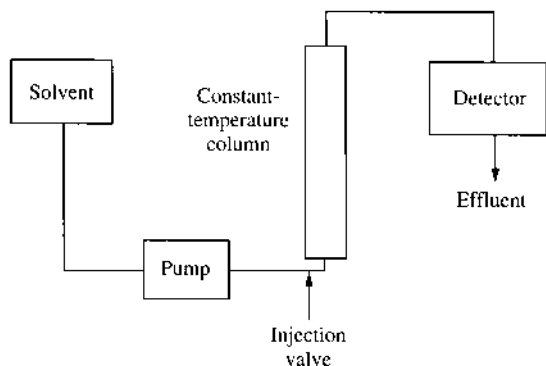 Solvent
Constant-
temperature
column
Detector
Effluent
Pump
Injection
valve